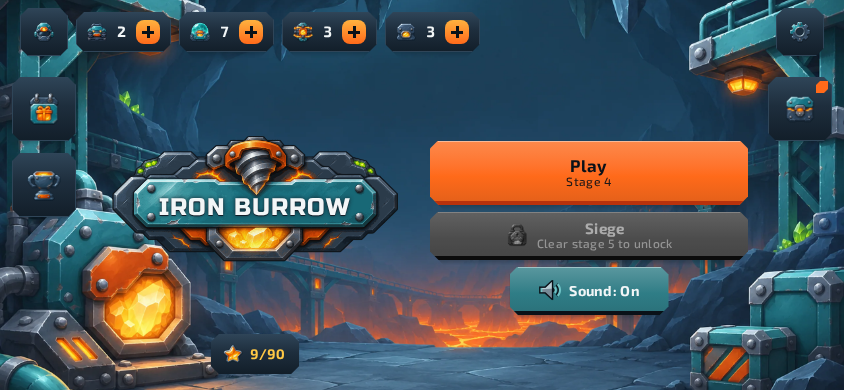 2
7
3
3
IRON BURROW
Play
Stage 4
Siege
Clear stage 5 to unlock
Sound: On
9/90